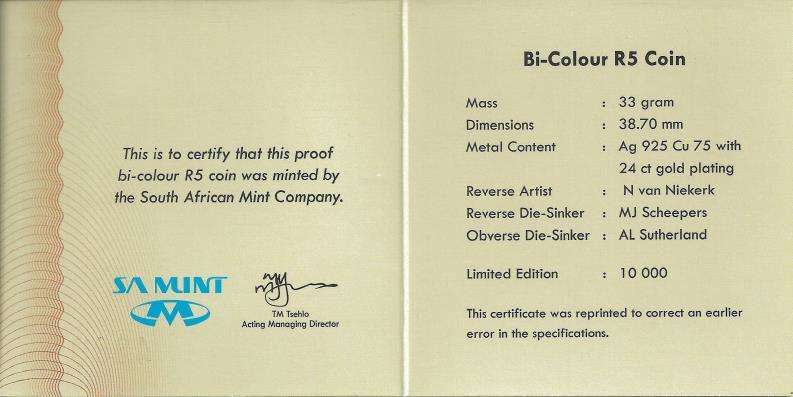 This is to certify that this proof
bi-colour R5 coin was minted by
the South African Mint Company.
SA MINT
TM Tsehlo
Acting Managing Director
Bi-Colour R5 Coin
Mass : 33 gram
Dimensions : 38.70 mm
Metal Content : Ag 925 Cu 75 with
24 ct gold plating
Reverse Artist : N van Niekerk
Reverse Die-Sinker : MJ Scheepers
Obverse Die-Sinker : AL Sutherland
Limited Edition : 10 000
This certificate was reprinted to correct an earlier
error in the specifications.